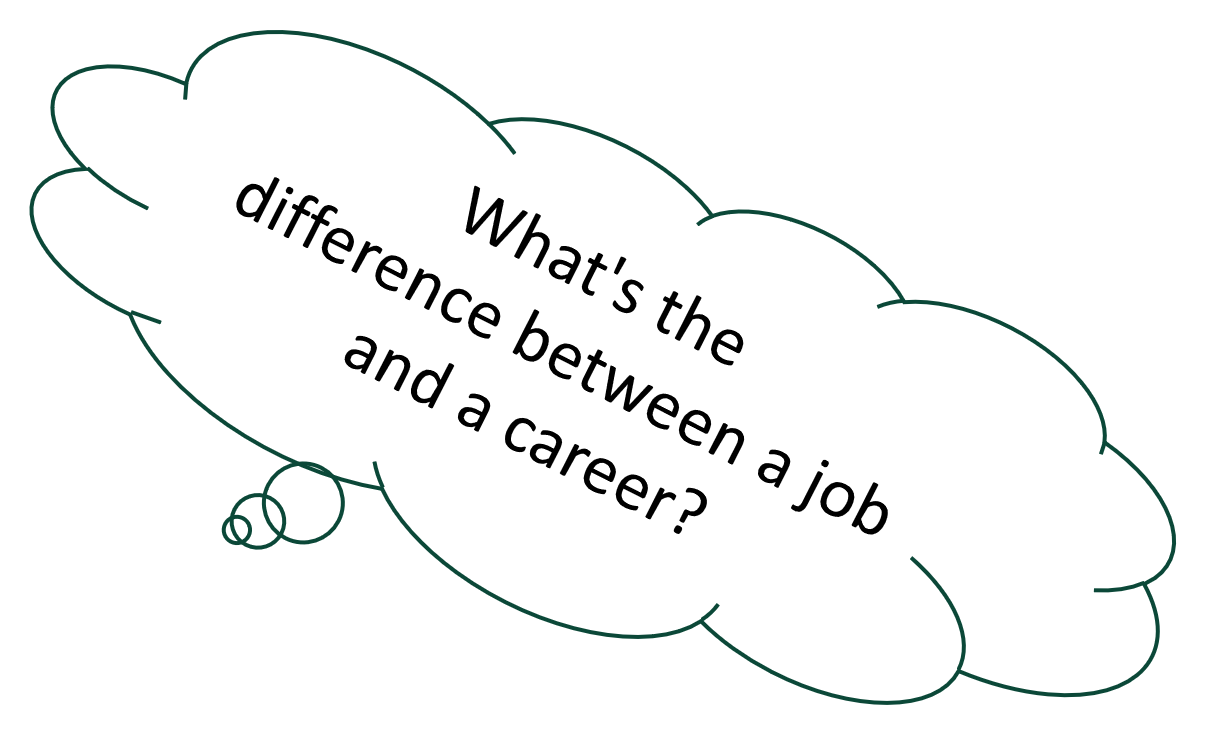 What's the
difference between a job
and a career?